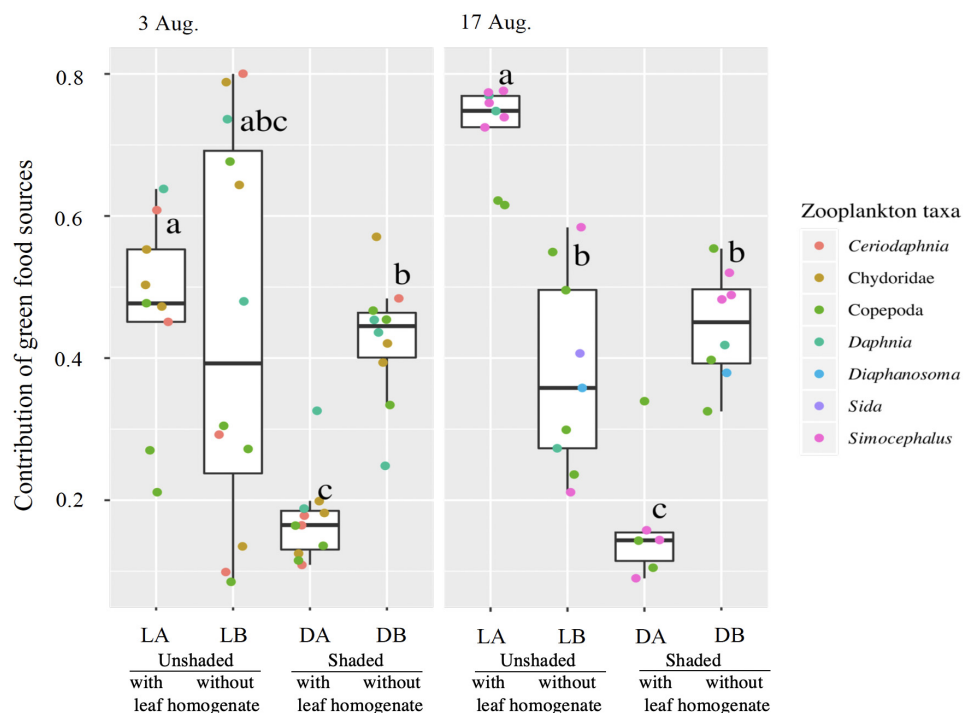 3 Aug.
17 Aug.
Contribution of green food sources
0.8
0.6
0.4
0.2
a
abc
c
b
a
b
c
b
LA
LB
DA
DB
LA
LB
DA
DB
Unshaded
Shaded
Unshaded
Shaded
with
without
with
without
with
without
with
without
leaf homogenate
leaf homogenate
leaf homogenate
leaf homogenate
Zooplankton taxa
Ceriodaphnia
Chydoridae
Copepoda
Daphnia
Diaphanosoma
Sida
Simocephalus